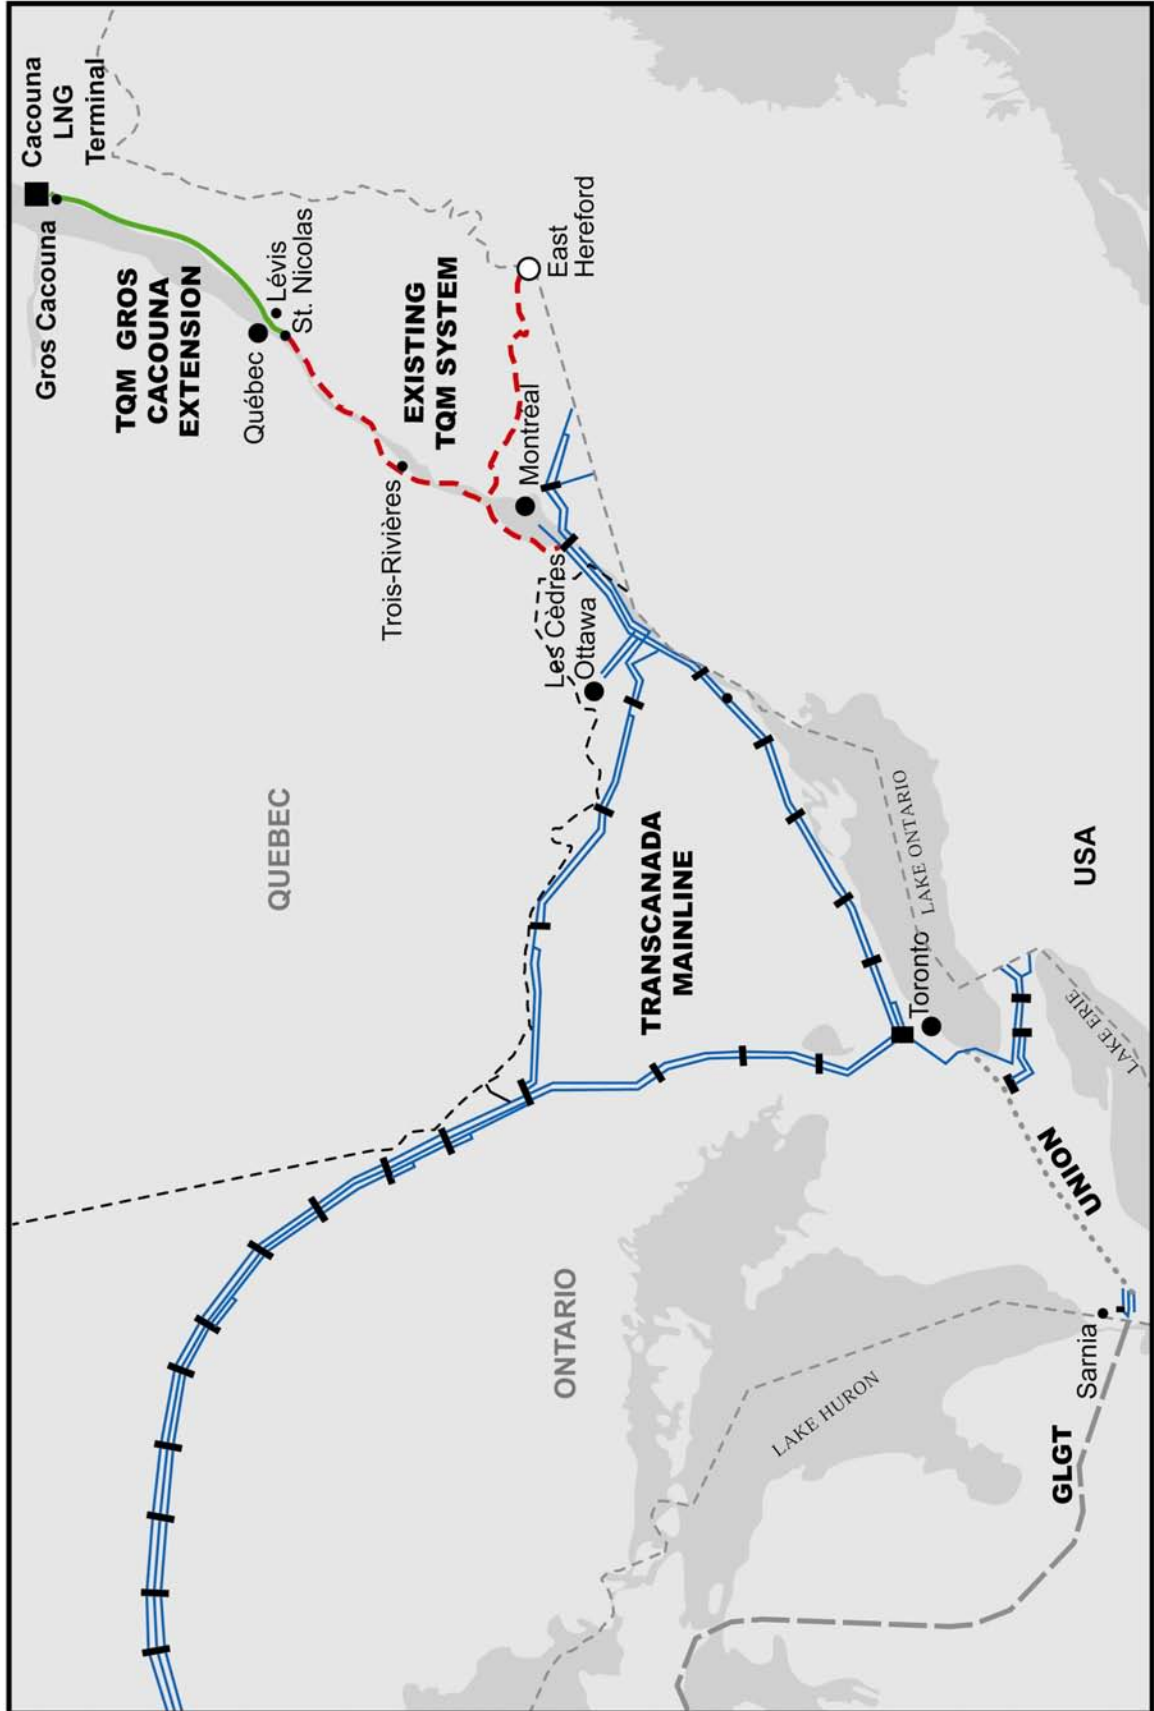 Cacouna
LNG
Terminal
Gros Cacouna
TQM GROS
CACOUNA
EXTENSION
Québec
Lévis
St. Nicolas
EXISTING
TQM SYSTEM
East
Hereford
Trois-Rivières
Montréal
Les Cèdres
Ottawa
QUEBEC
TRANSCANADA
MAINLINE
LAKE ONTARIO
USA
Toronto
LAKE ERIE
UNION
ONTARIO
LAKE HURON
Sarnia
GLGT